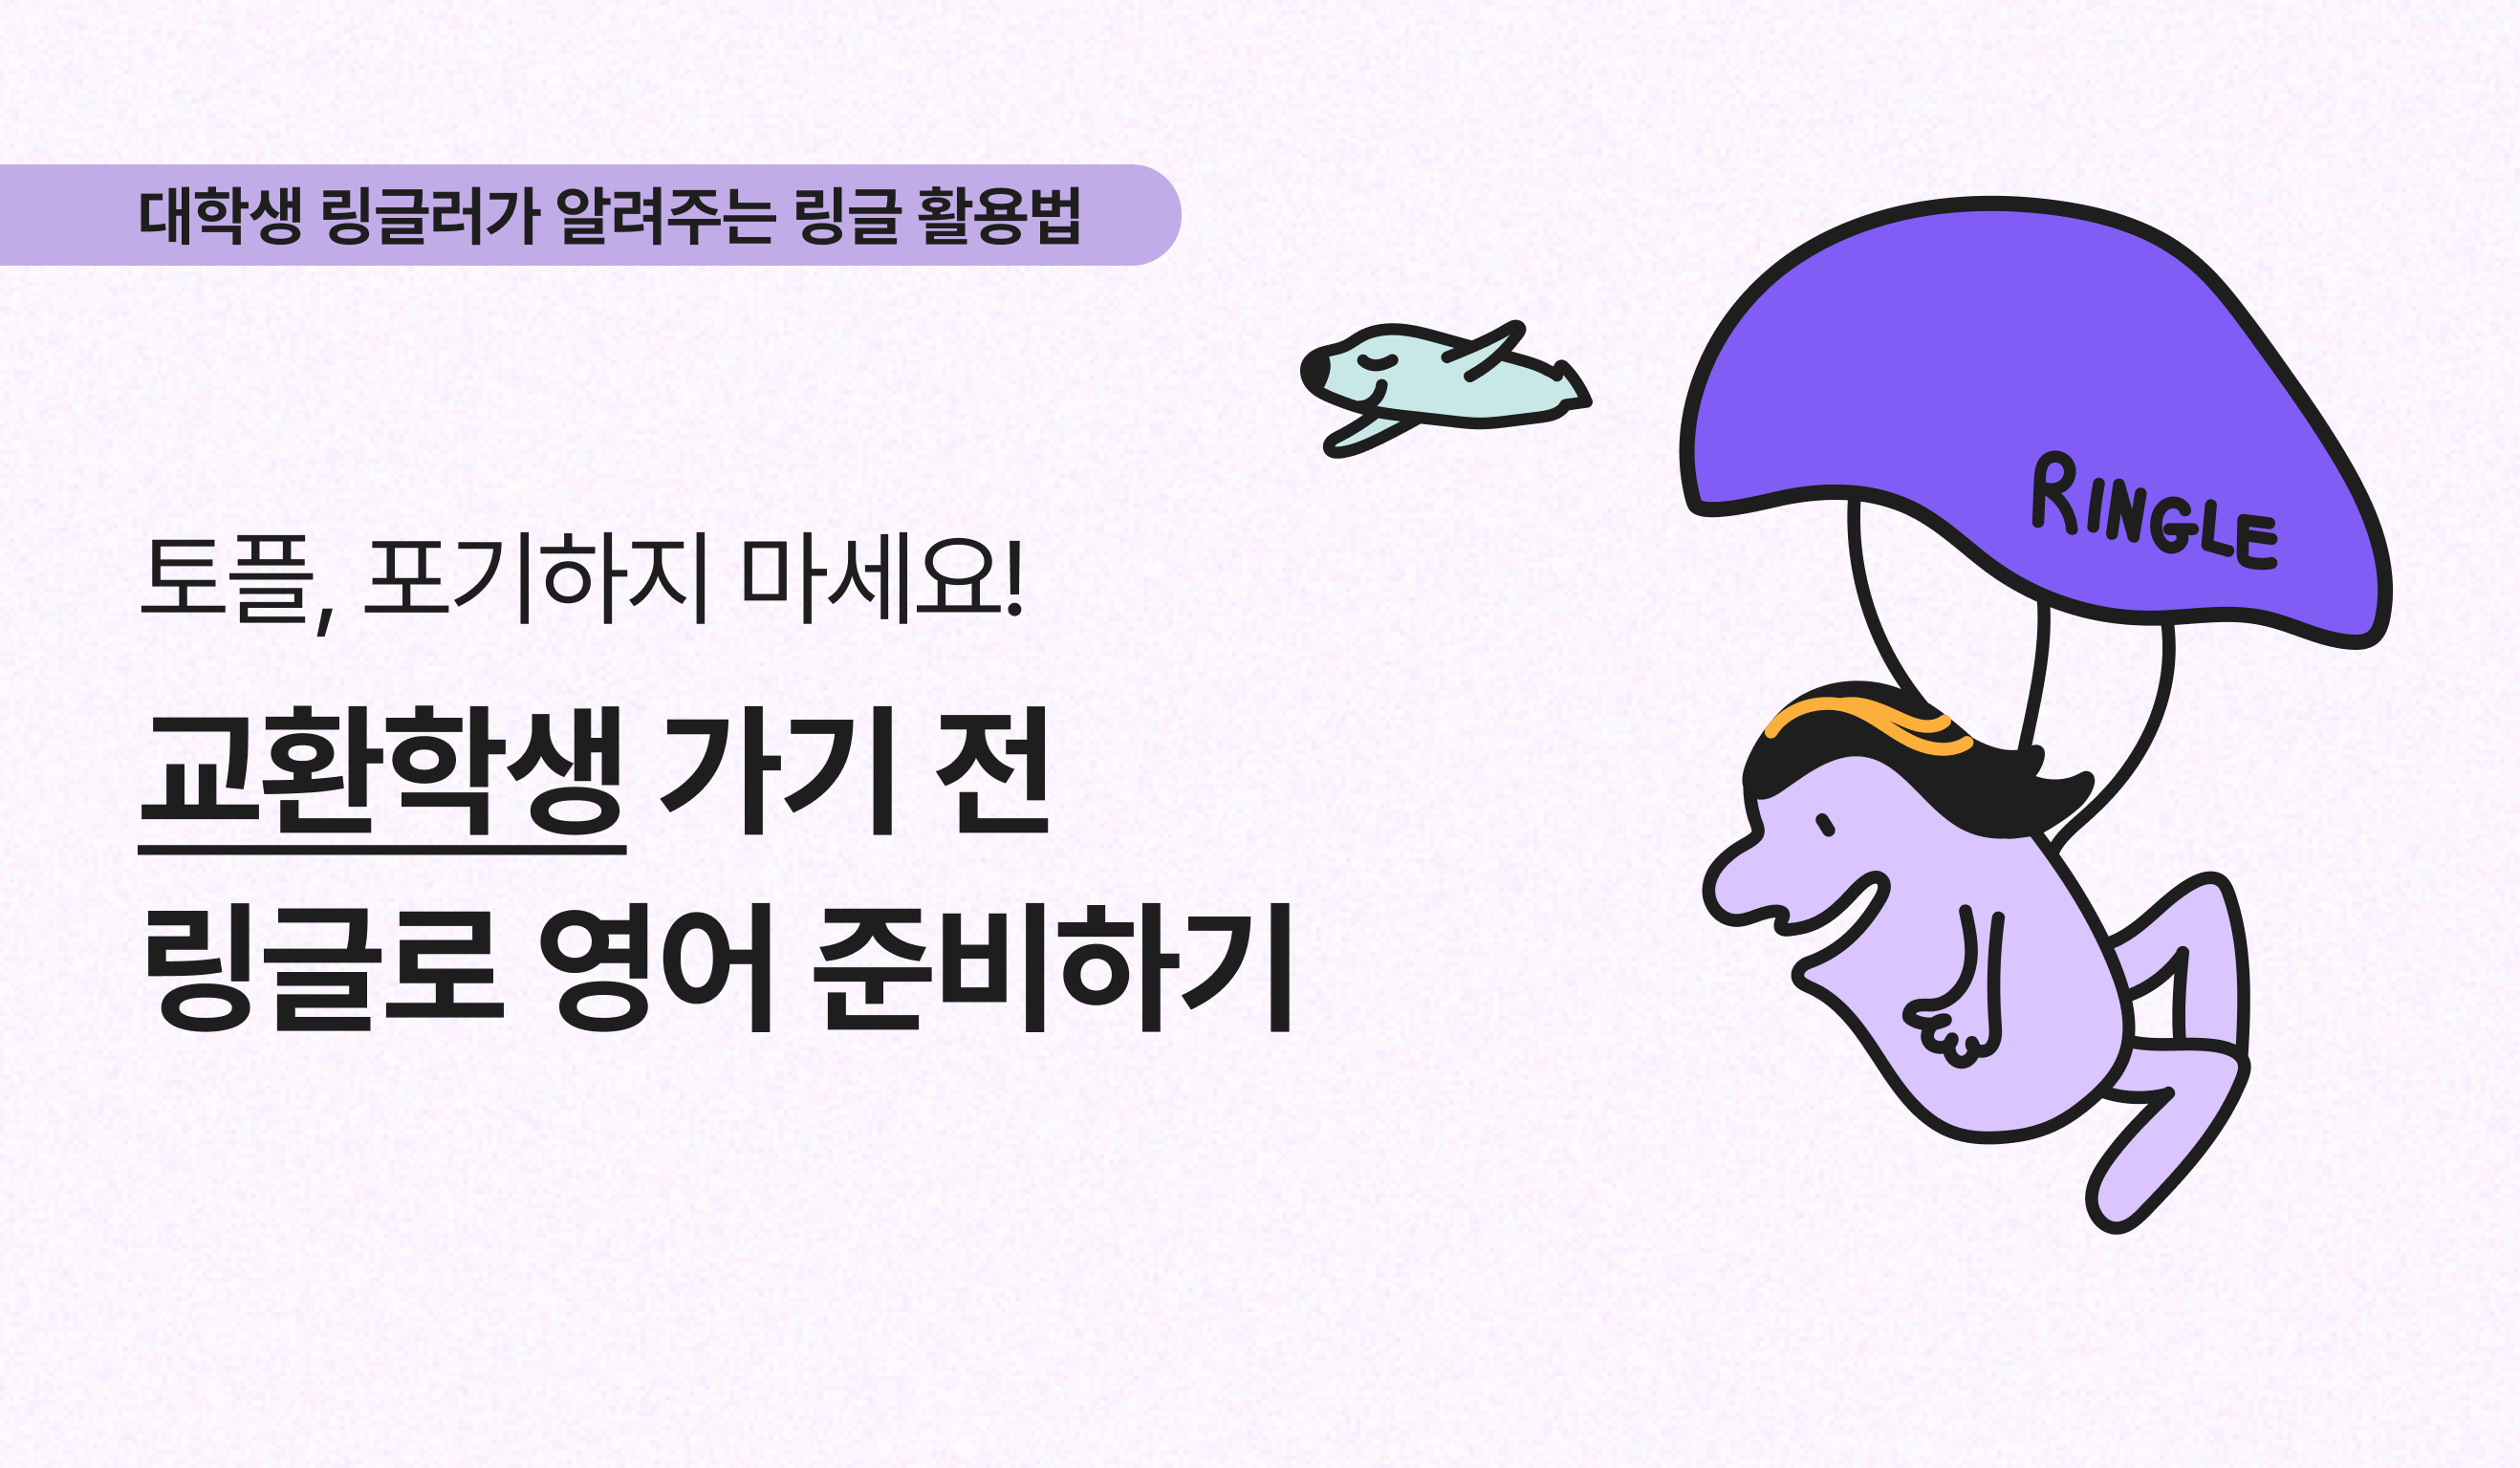 대학생 링글러가 알려주는 링글 활용법
토플, 포기하지 마세요!
교환학생 가기 전
링글로 영어 준비하기
RINGLE